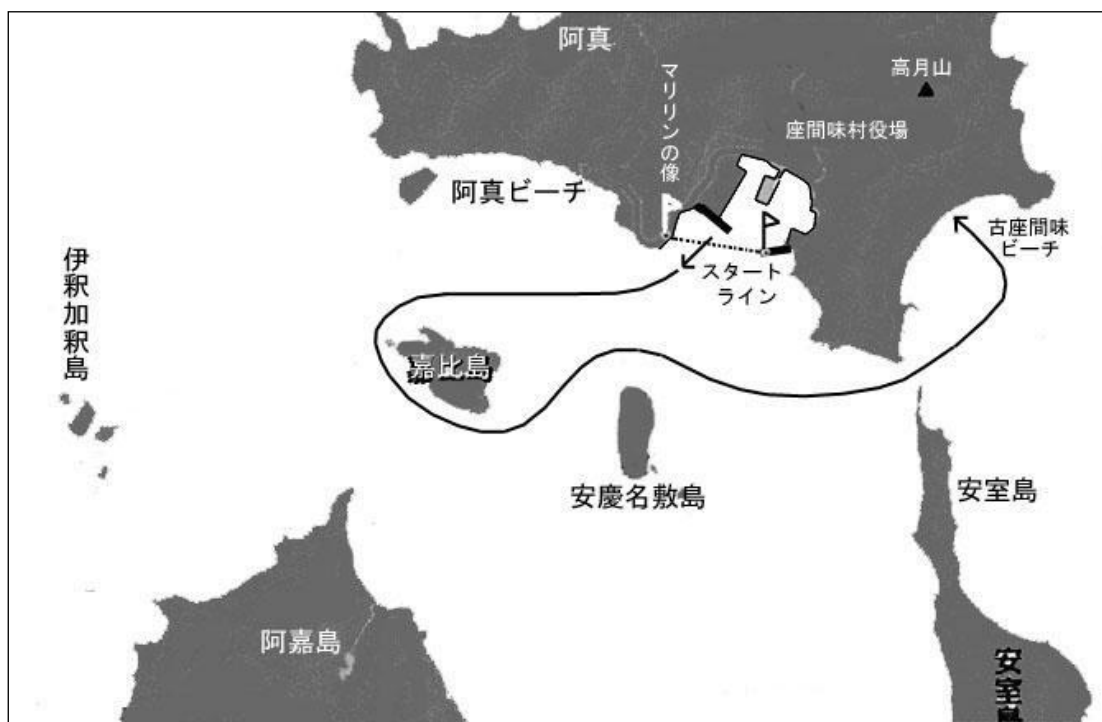 阿真
高月山
マリリンの像
座間味村役場
阿真ビーチ
古座間味
ビーチ
伊釈加釈島
スタート
ライン
嘉比島
安慶名敷島
安室島
阿嘉島
安室島